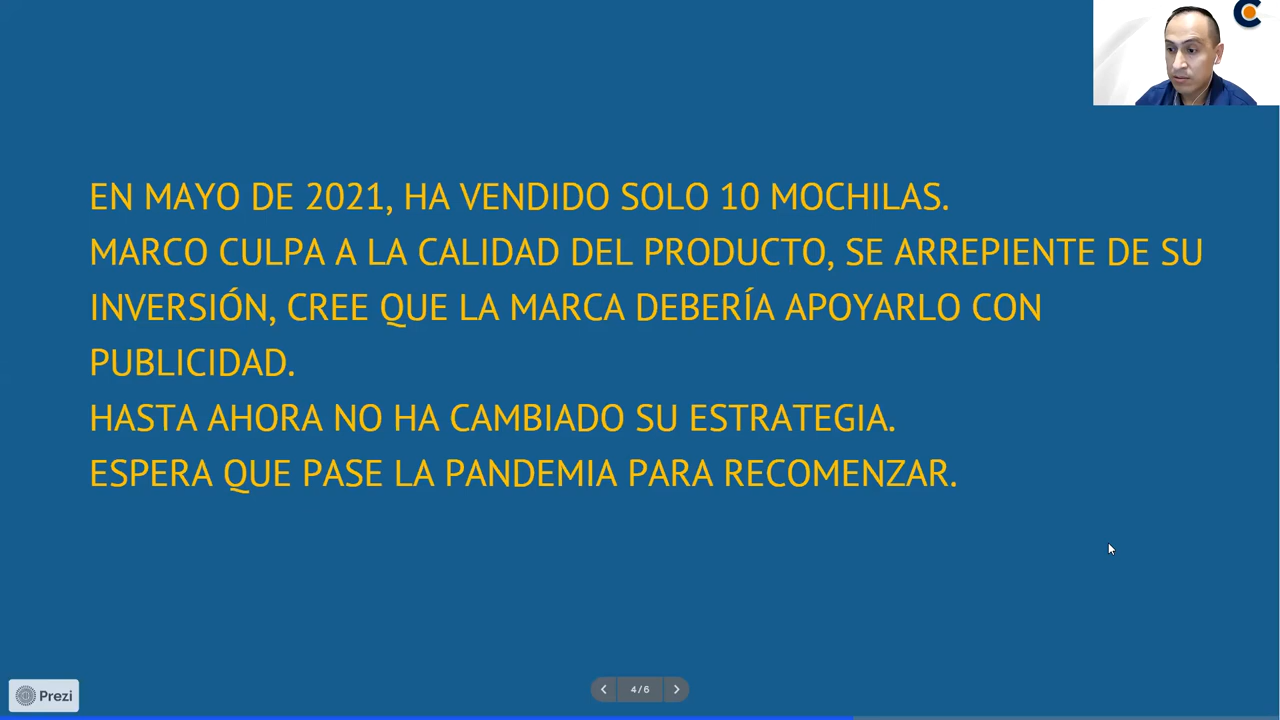 EN MAYO DE 2021, HA VENDIDO SOLO 10 MOCHILAS.
MARCO CULPA A LA CALIDAD DEL PRODUCTO, SE ARREPIENTE DE SU
INVERSIÓN, CREE QUE LA MARCA DEBERÍA APOYARLO CON
PUBLICIDAD.
HASTA AHORA NO HA CAMBIADO SU ESTRATEGIA.
ESPERA QUE PASE LA PANDEMIA PARA RECOMENZAR.
Prezi
4/6